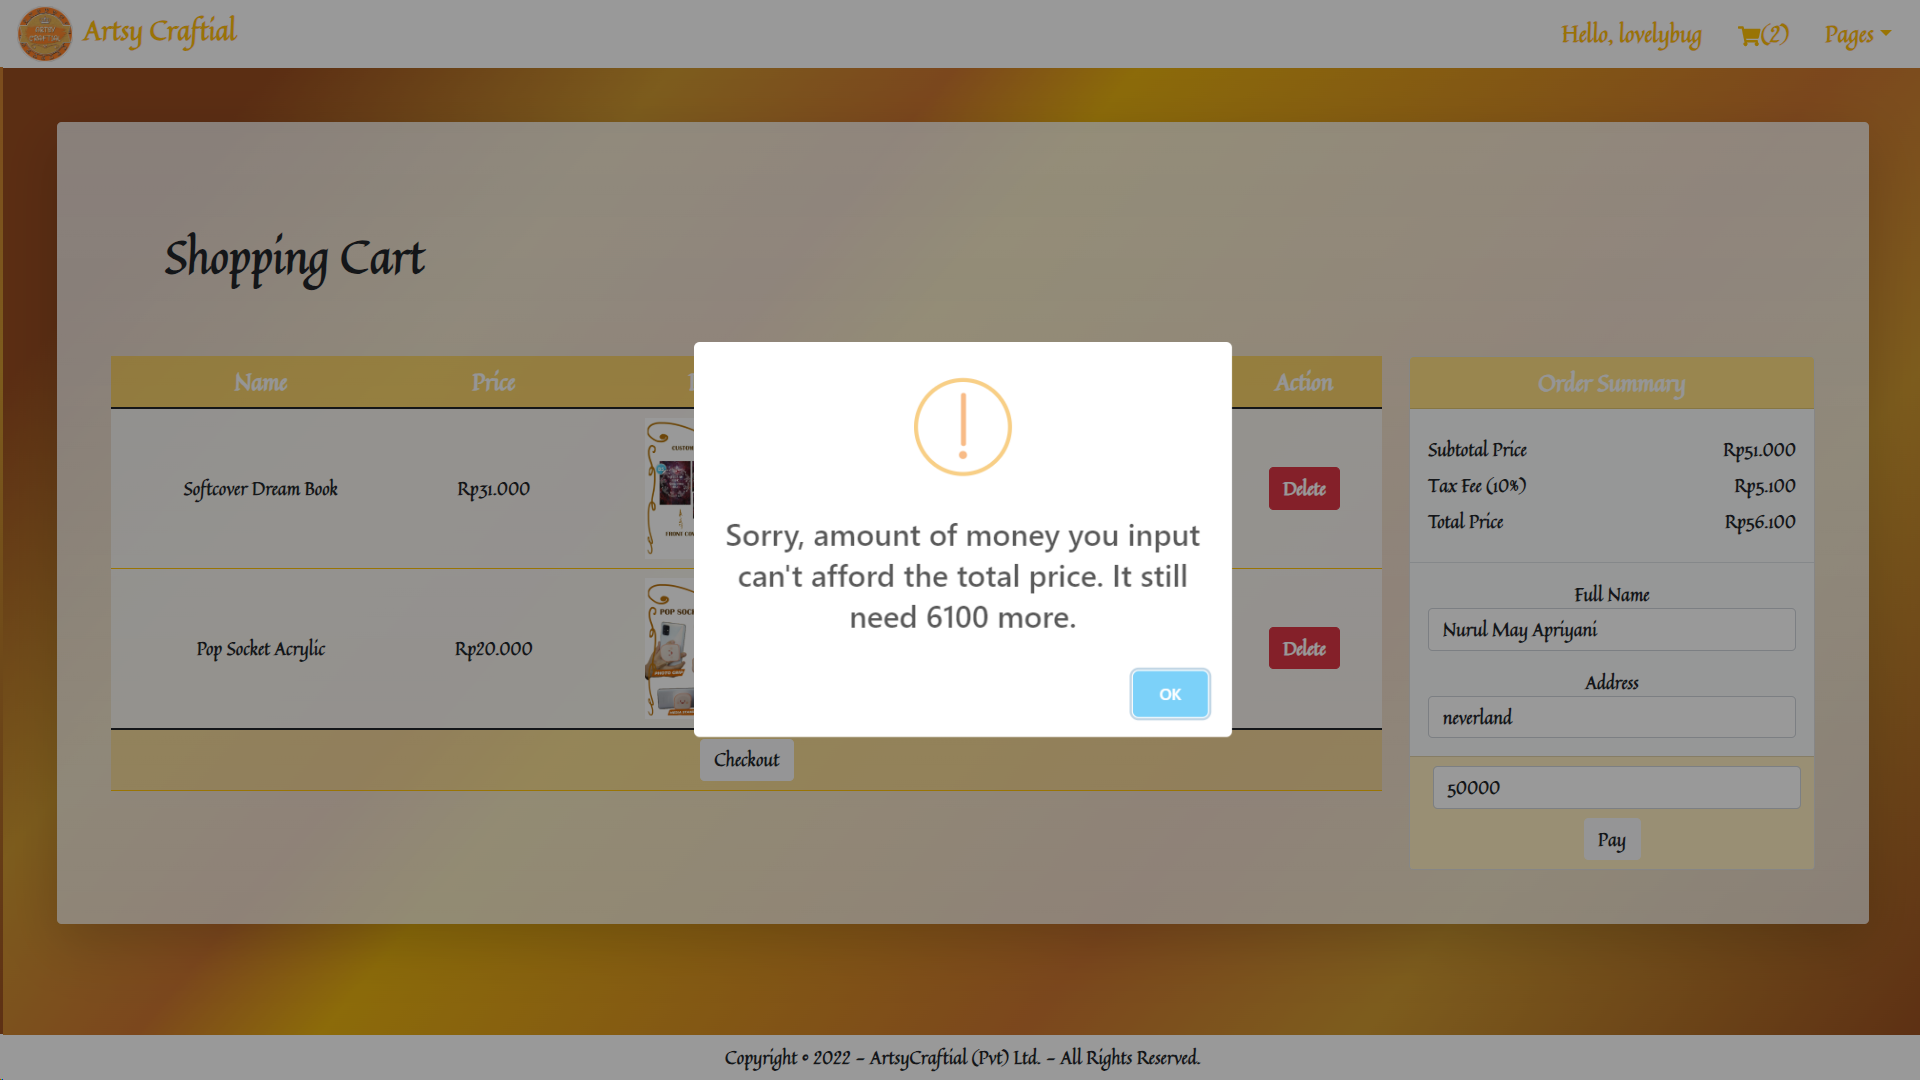 Artsy Craftial
Hello, lovelybug
(2)
Pages
Shopping Cart
Name Price Action
Softcover Dream Book Rp31.000 Delete
Pop Socket Acrylic Rp20.000 Delete
POP SOCK
Checkout
Sorry, amount of money you input
can't afford the total price. It still
need 6100 more.
OK
Order Summary
Subtotal Price Rp51.000
Tax Fee (10%) Rp5.100
Total Price Rp56.100
Full Name
Nurul May Apriyani
Address
neverland
50000
Pay
Copyright © 2022 - ArtsyCraftial (Pvt) Ltd. - All Rights Reserved.